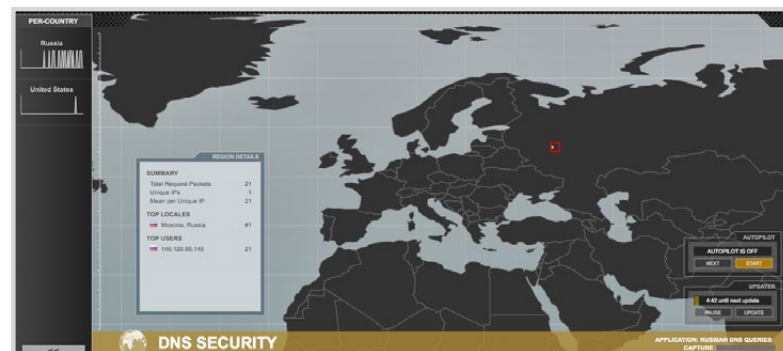 PER-COUNTRY
Russia
United States
REGION DETAILS
SUMMARY
Total Request Packets 21
Unique IPs 1
Mean per Unique IP 21
TOP LOCALES
Moscow, Russia #1
TOP USERS
21
AUTOPILOT
AUTOPILOT IS OFF
NEXT START
UPDATER
4:42 until next update
PAUSE UPDATE
DNS SECURITY
APPLICATION: RUSSIAN DNS QUERIES
CAPTURE